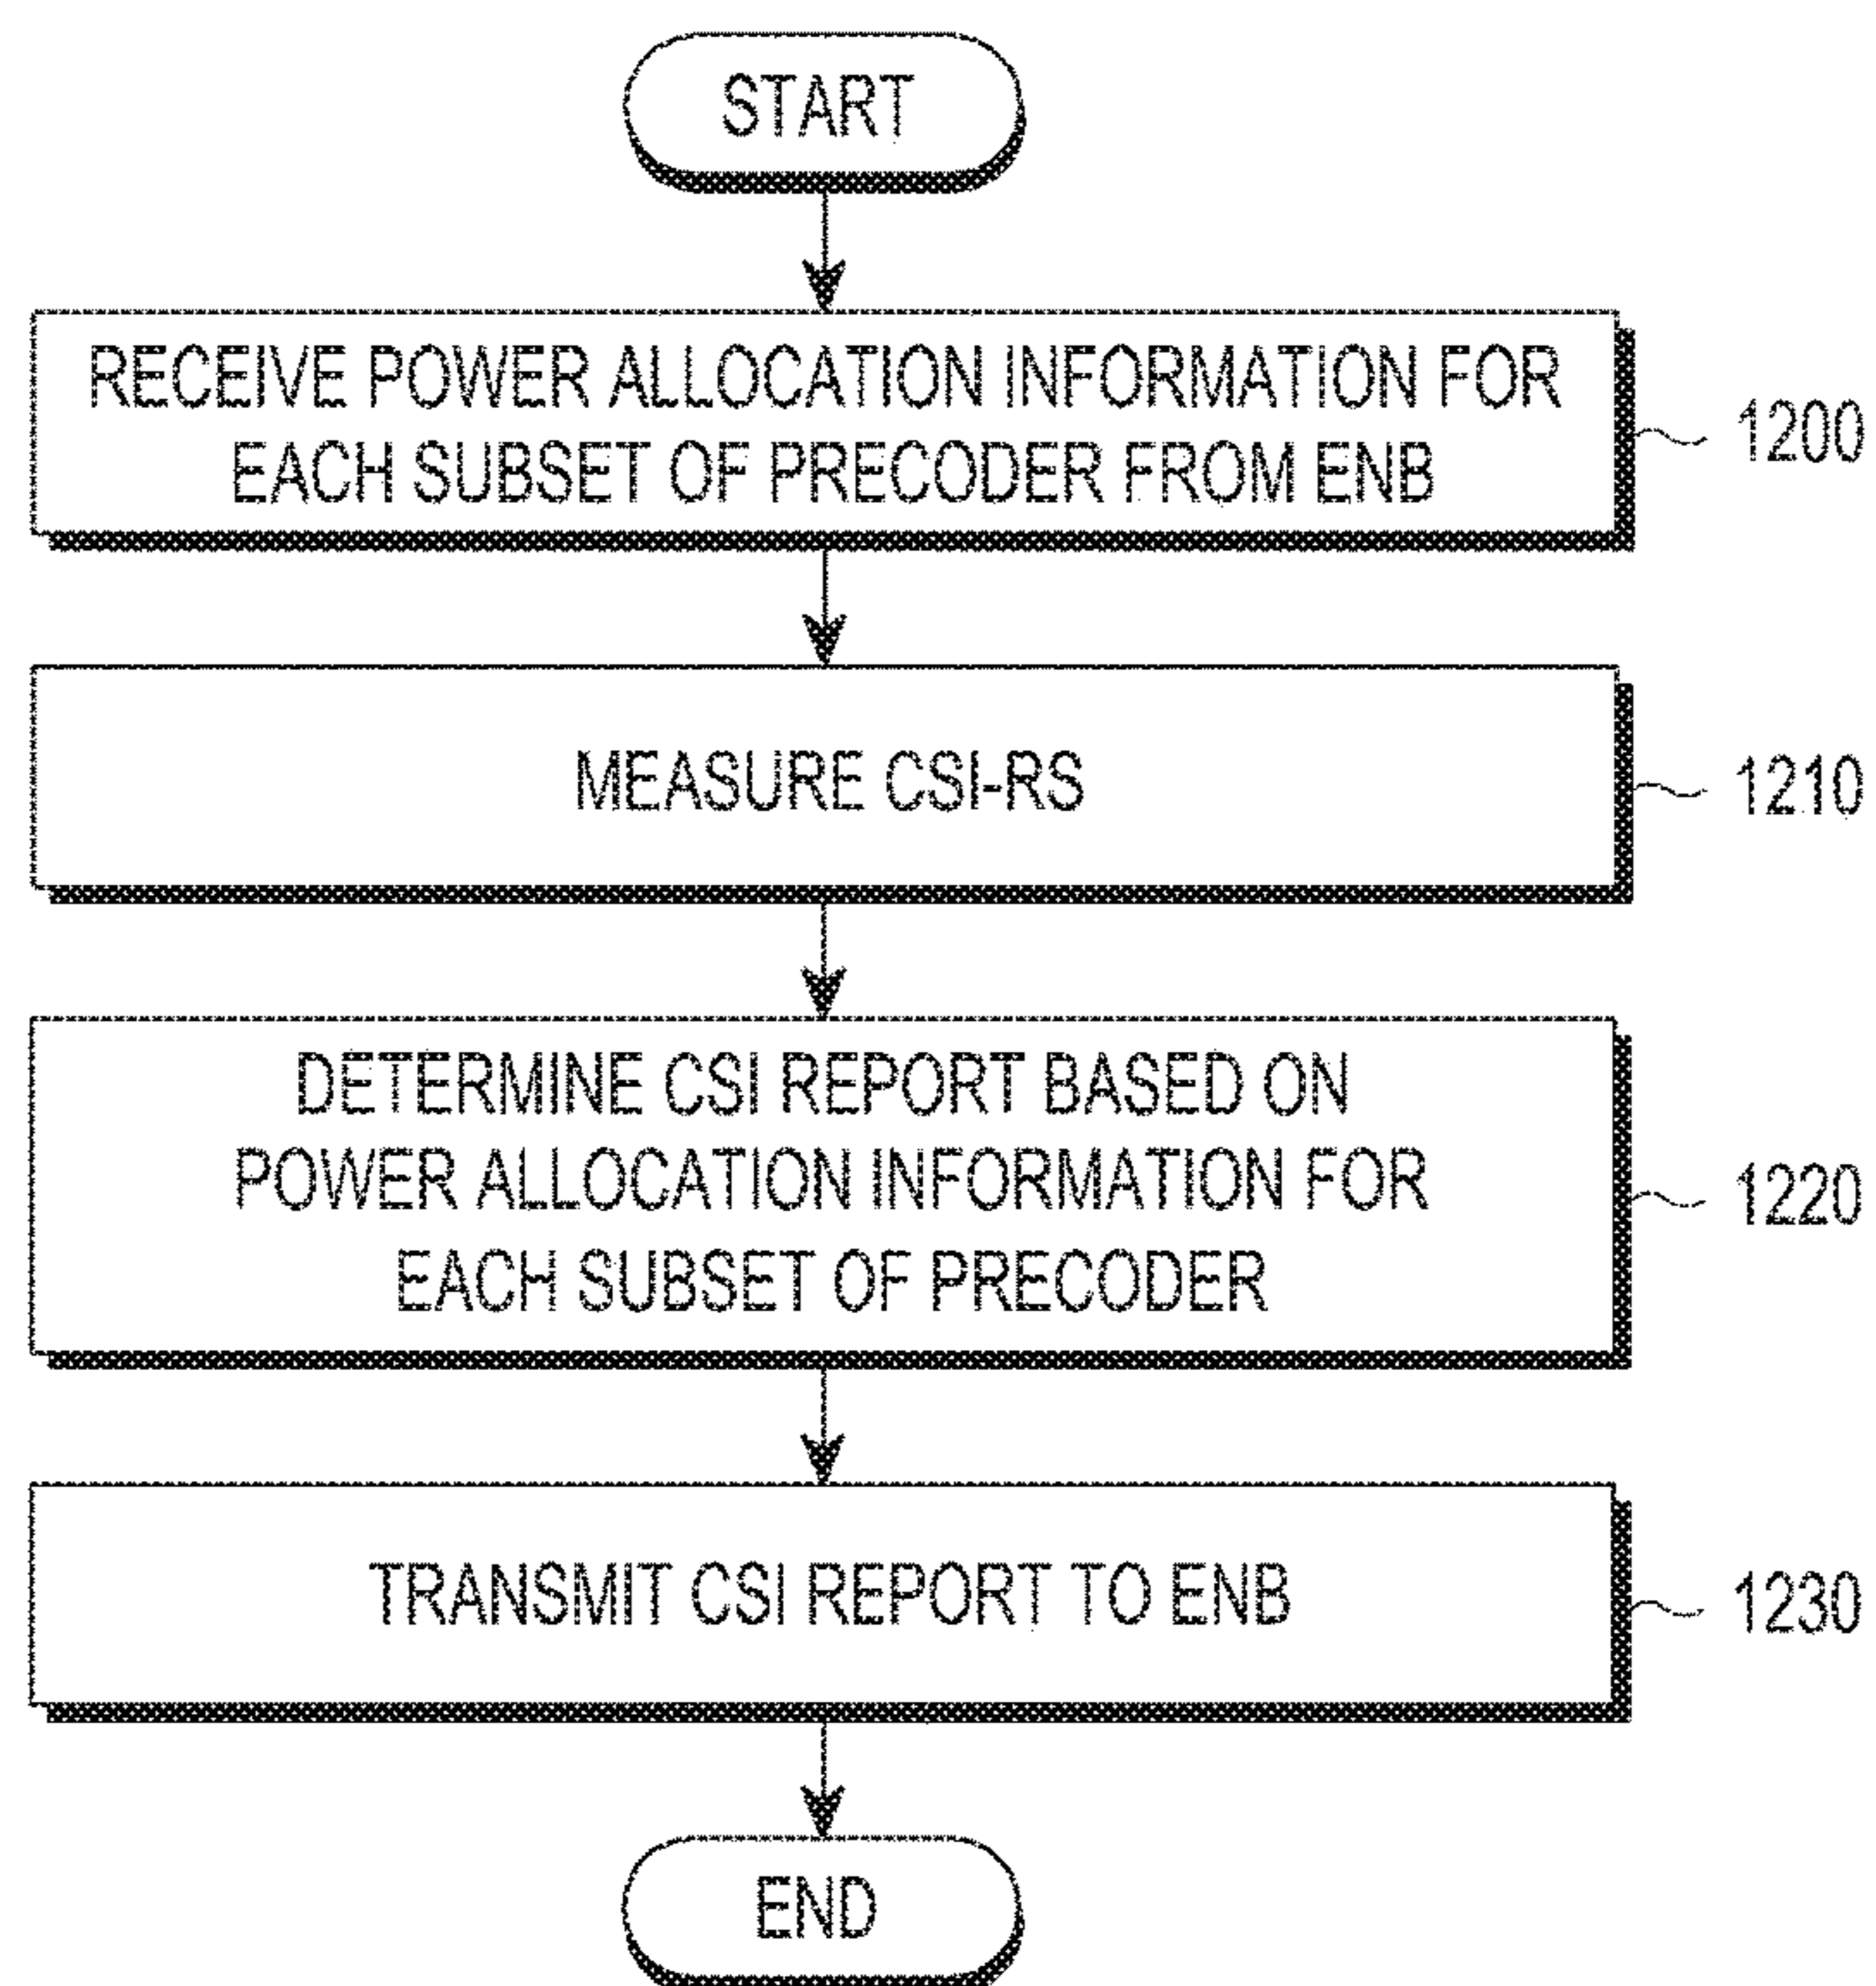 START
RECEIVE POWER ALLOCATION INFORMATION FOR
EACH SUBSET OF PRECODER FROM ENB
1200
MEASURE CSI-RS
1210
DETERMINE CSI REPORT BASED ON
POWER ALLOCATION INFORMATION FOR
EACH SUBSET OF PRECODER
1220
TRANSMIT CSI REPORT TO ENB
1230
END